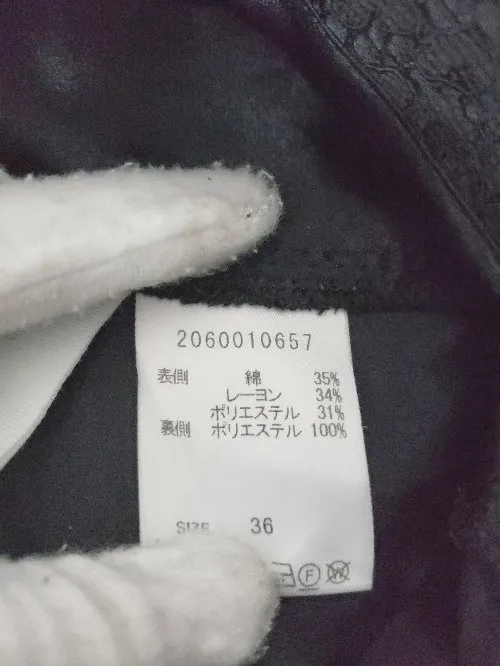 2060010657
表側 綿 35%
レーヨン 34%
ポリエステル 31%
裏側 ポリエステル 100%
SIZE 36
F W